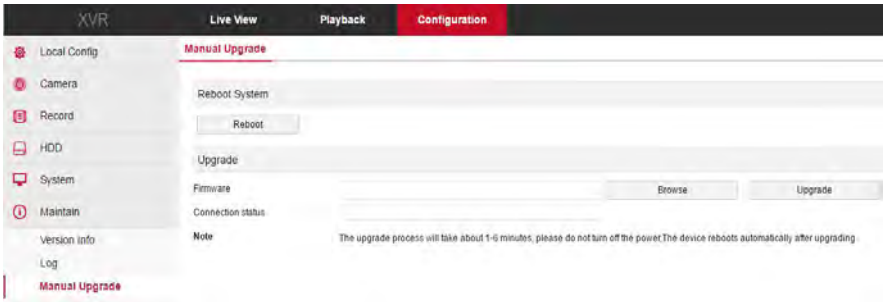 XVR Live View Playback Configuration
Local Config
Camera
Record
HDD
System
Maintain
Version Info
Log
Manual Upgrade
Manual Upgrade
Reboot System
Reboot
Upgrade
Firmware Browse Upgrade
Connection status
Note The upgrade process will take about 1-6 minutes, please do not turn off the power,The device reboots automatically after upgrading